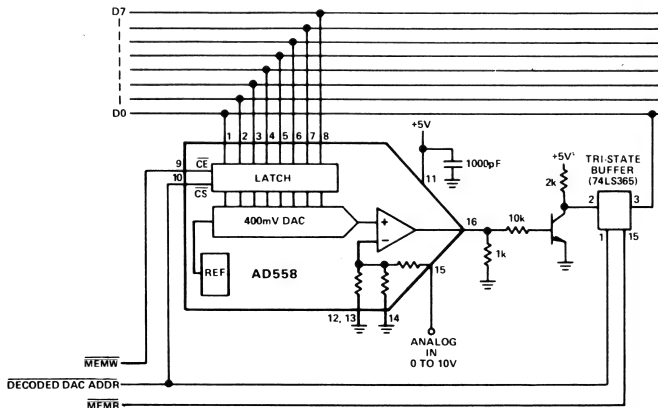 D7
D0
1 2 3 4 5 6 7 8
+5V
1000pF
11
9
CE
10
CS
LATCH
400mV DAC
+
–
REF
AD558
16
10k
1k
15
12, 13
14
ANALOG
IN
0 TO 10V
+5V
2k
TRI-STATE
BUFFER
(74LS365)
2
3
1
15
MEMW
DECODED DAC ADDR
MEMR